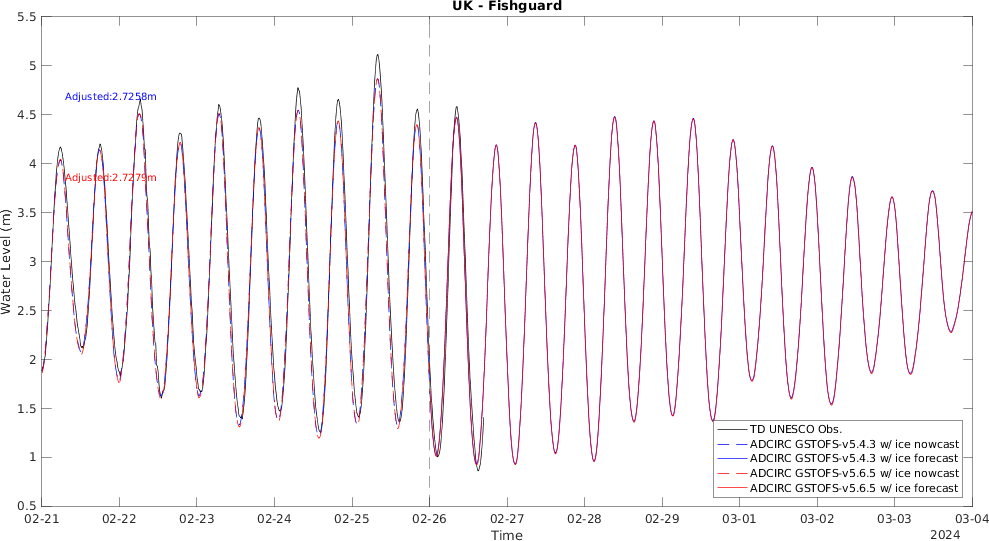 UK - Fishguard
5.5
5
4.5
4
3.5
3
2.5
2
1.5
1
0.5
Water Level (m)
Adjusted:2.7258m
Adjusted:2.7279m
TD UNESCO Obs.
ADCIRC GSTOFS-v5.4.3 w/ ice nowcast
ADCIRC GSTOFS-v5.4.3 w/ ice forecast
ADCIRC GSTOFS-v5.6.5 w/ ice nowcast
ADCIRC GSTOFS-v5.6.5 w/ ice forecast
02-21 02-22 02-23 02-24 02-25 02-26 02-27 02-28 02-29 03-01 03-02 03-03 03-04
Time
2024